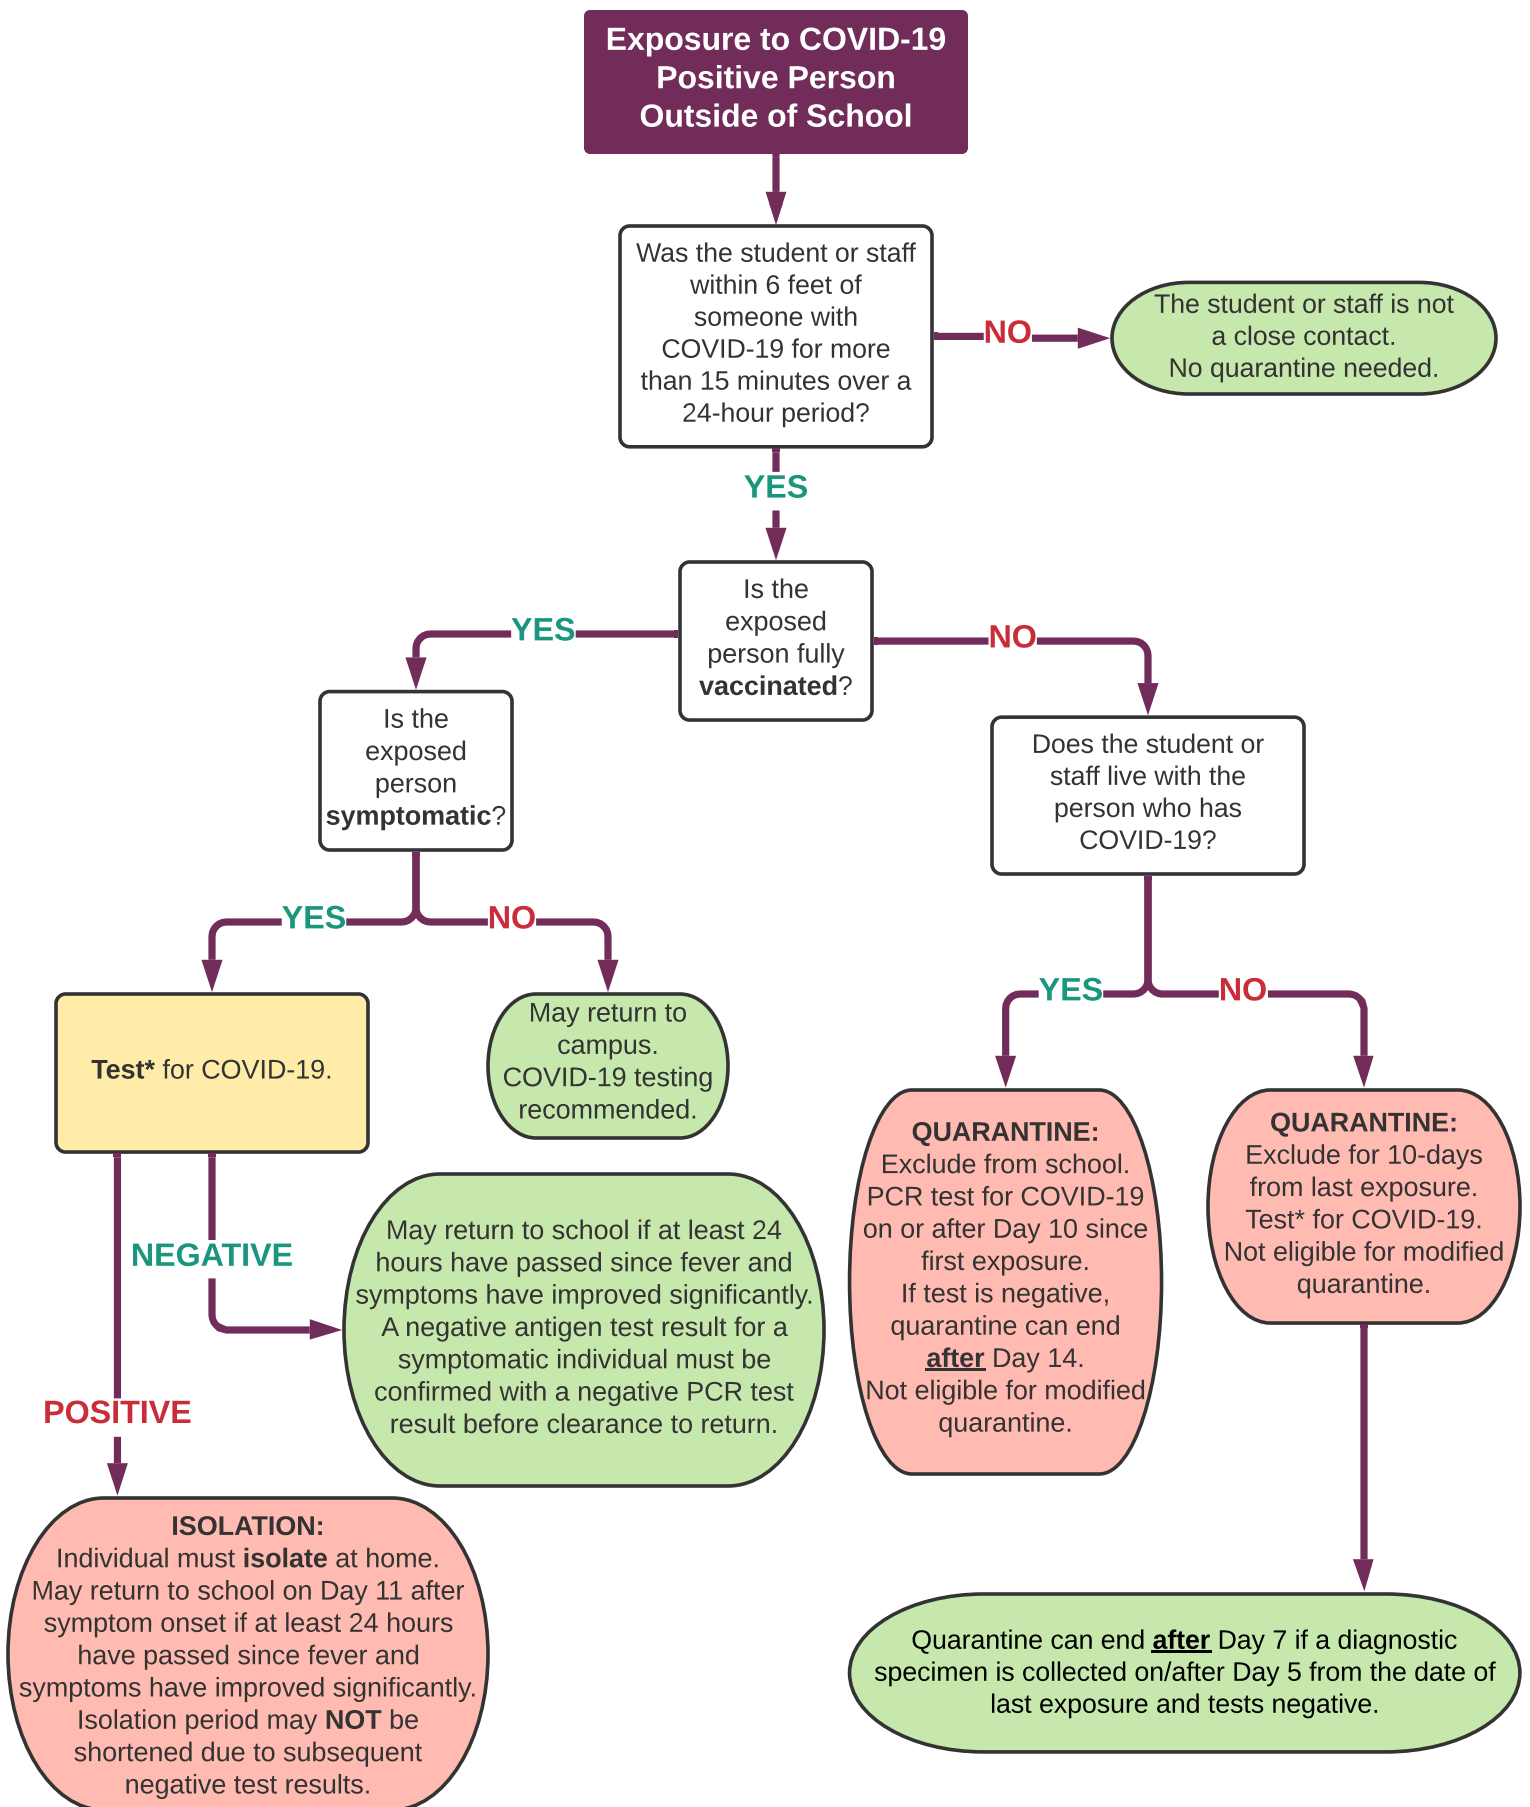 Exposure to COVID-19
Positive Person
Outside of School
Was the student or staff
within 6 feet of
someone with
COVID-19 for more
than 15 minutes over a
24-hour period?
NO
The student or staff is not
a close contact.
No quarantine needed.
YES
Is the
exposed
person fully
vaccinated?
YES
NO
Is the
exposed
person
symptomatic?
Does the student or
staff live with the
person who has
COVID-19?
YES
NO
YES
NO
Test* for COVID-19.
May return to
campus.
COVID-19 testing
recommended.
QUARANTINE:
Exclude from school.
PCR test for COVID-19
on or after Day 10 since
first exposure.
If test is negative,
quarantine can end
after Day 14.
Not eligible for modified
quarantine.
QUARANTINE:
Exclude for 10-days
from last exposure.
Test* for COVID-19.
Not eligible for modified
quarantine.
NEGATIVE
May return to school if at least 24
hours have passed since fever and
symptoms have improved significantly.
A negative antigen test result for a
symptomatic individual must be
confirmed with a negative PCR test
result before clearance to return.
POSITIVE
ISOLATION:
Individual must isolate at home.
May return to school on Day 11 after
symptom onset if at least 24 hours
have passed since fever and
symptoms have improved significantly.
Isolation period may NOT be
shortened due to subsequent
negative test results.
Quarantine can end after Day 7 if a diagnostic
specimen is collected on/after Day 5 from the date of
last exposure and tests negative.